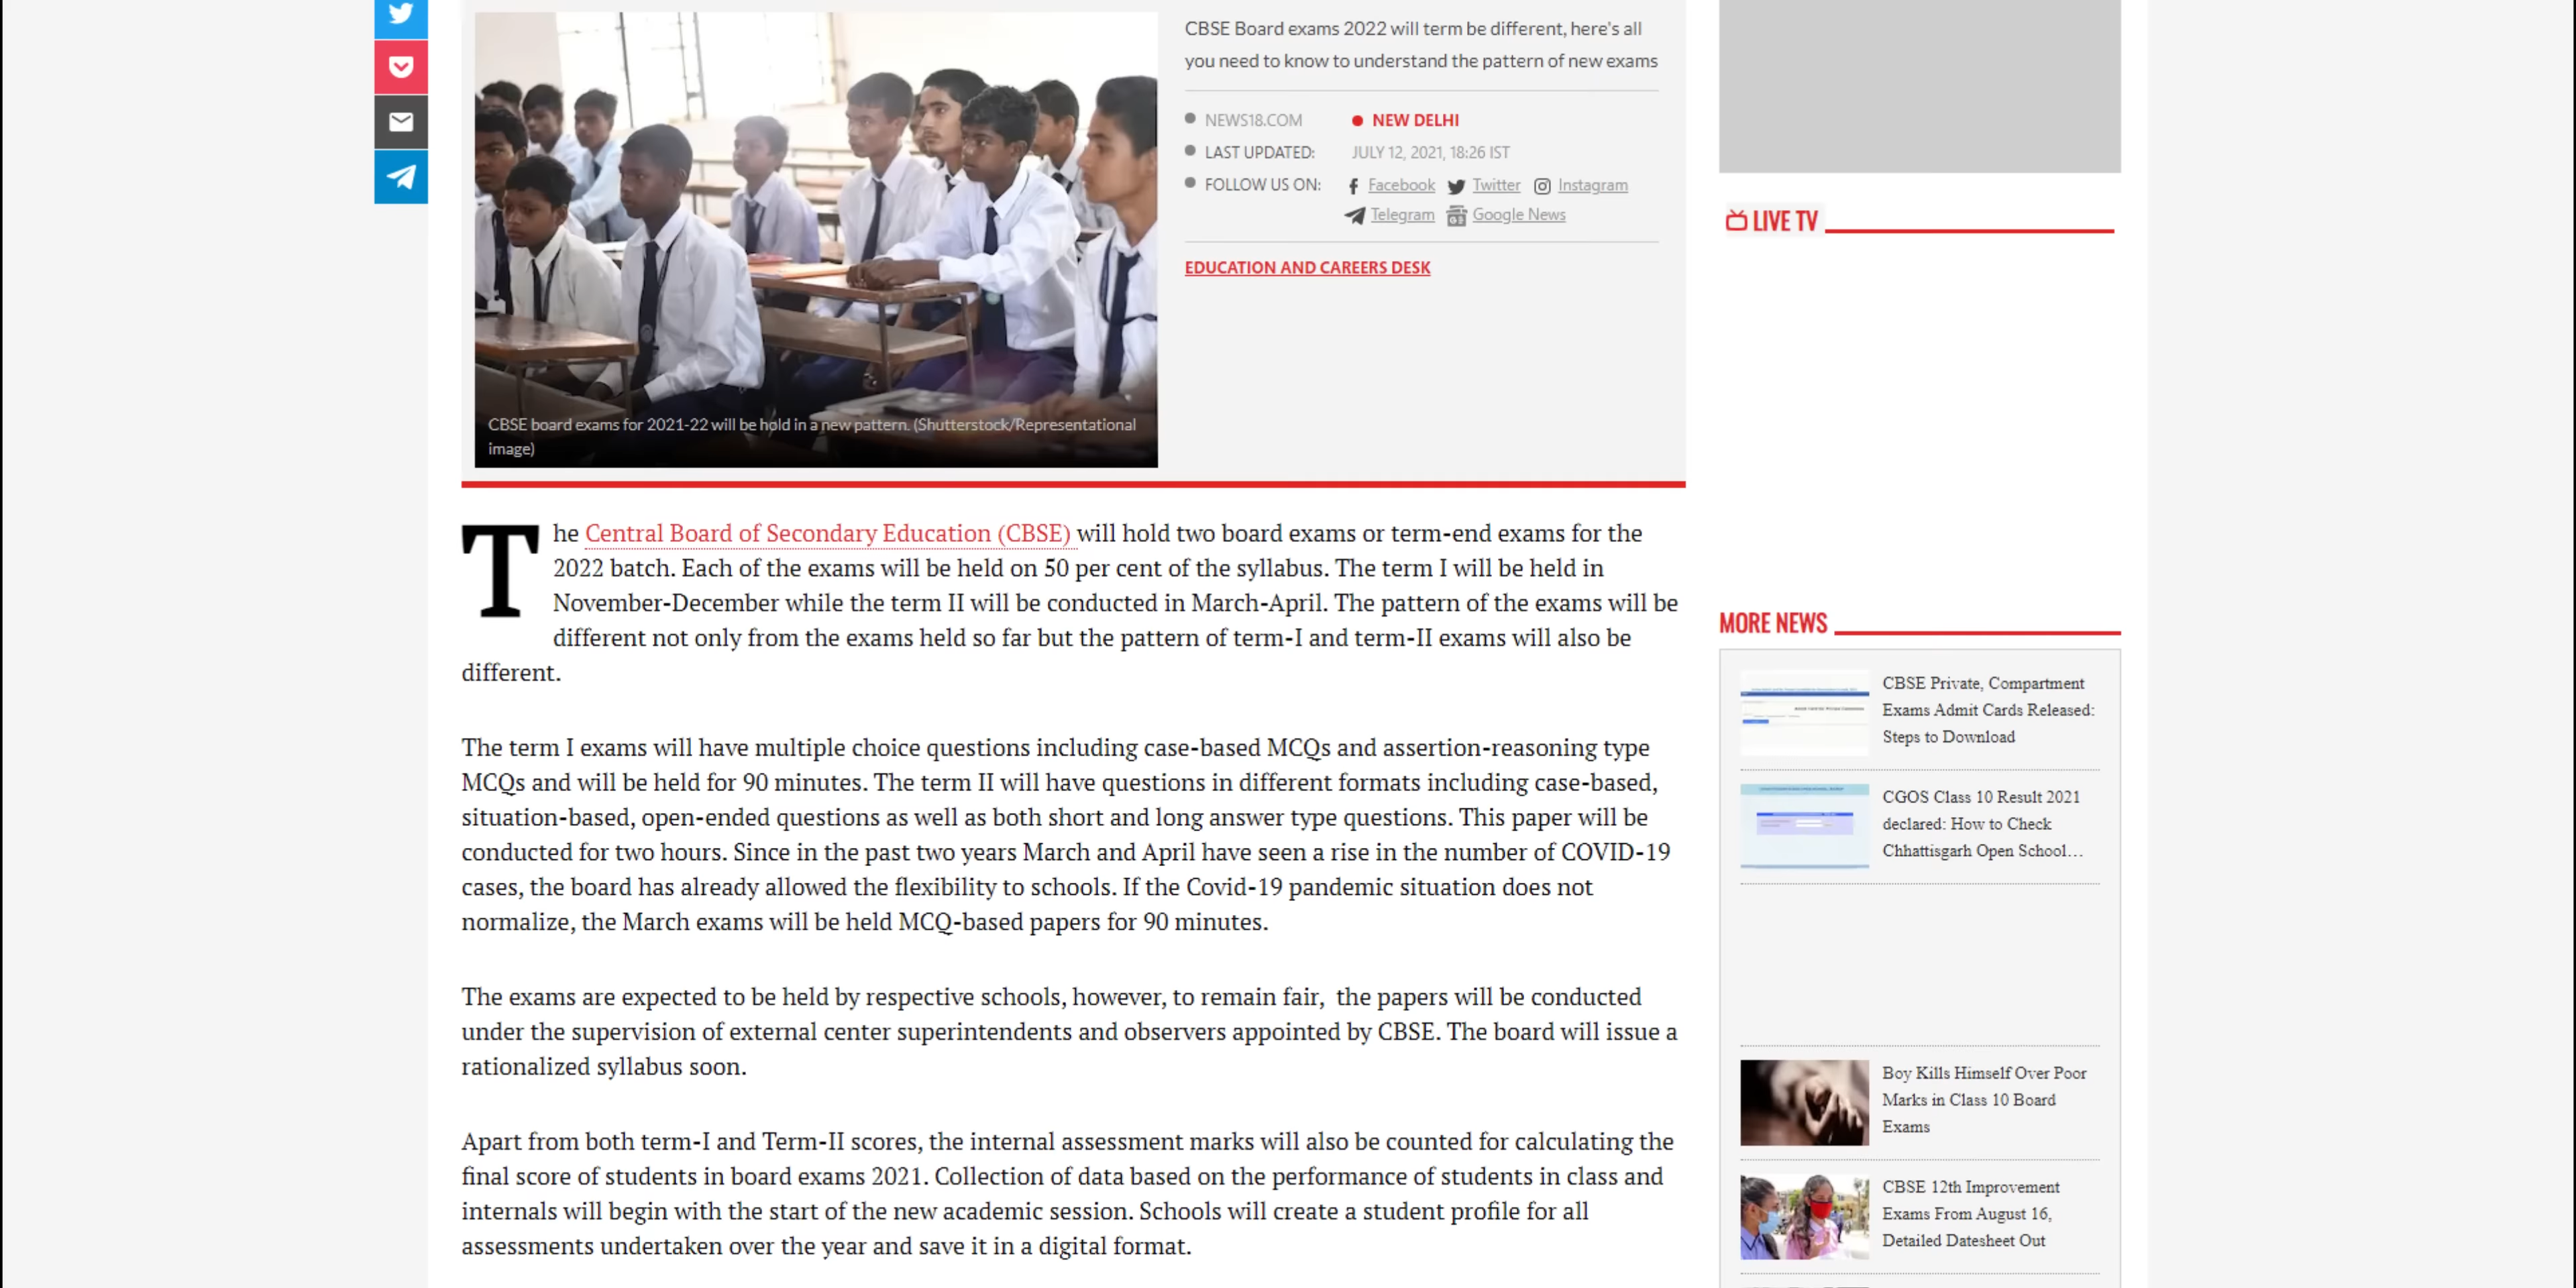 CBSE Board exams 2022 will term be different, here's all
you need to know to understand the pattern of new exams
NEWS18.COM
NEW DELHI
LAST UPDATED:
JULY 12, 2021, 18:26 IST
FOLLOW US ON:
Facebook
Twitter
Instagram
Telegram
Google News
EDUCATION AND CAREERS DESK
CBSE board exams for 2021-22 will be hold in a new pattern. (Shutterstock/Representational
image)
The Central Board of Secondary Education (CBSE) will hold two board exams or term-end exams for the
2022 batch. Each of the exams will be held on 50 per cent of the syllabus. The term I will be held in
November-December while the term II will be conducted in March-April. The pattern of the exams will be
different not only from the exams held so far but the pattern of term-I and term-II exams will also be
different.
The term I exams will have multiple choice questions including case-based MCQs and assertion-reasoning type
MCQs and will be held for 90 minutes. The term II will have questions in different formats including case-based,
situation-based, open-ended questions as well as both short and long answer type questions. This paper will be
conducted for two hours. Since in the past two years March and April have seen a rise in the number of COVID-19
cases, the board has already allowed the flexibility to schools. If the Covid-19 pandemic situation does not
normalize, the March exams will be held MCQ-based papers for 90 minutes.
The exams are expected to be held by respective schools, however, to remain fair,  the papers will be conducted
under the supervision of external center superintendents and observers appointed by CBSE. The board will issue a
rationalized syllabus soon.
Apart from both term-I and Term-II scores, the internal assessment marks will also be counted for calculating the
final score of students in board exams 2021. Collection of data based on the performance of students in class and
internals will begin with the start of the new academic session. Schools will create a student profile for all
assessments undertaken over the year and save it in a digital format.
LIVE TV
MORE NEWS
CBSE Private, Compartment
Exams Admit Cards Released:
Steps to Download
CGOS Class 10 Result 2021
declared: How to Check
Chhattisgarh Open School...
Boy Kills Himself Over Poor
Marks in Class 10 Board
Exams
CBSE 12th Improvement
Exams From August 16,
Detailed Datesheet Out